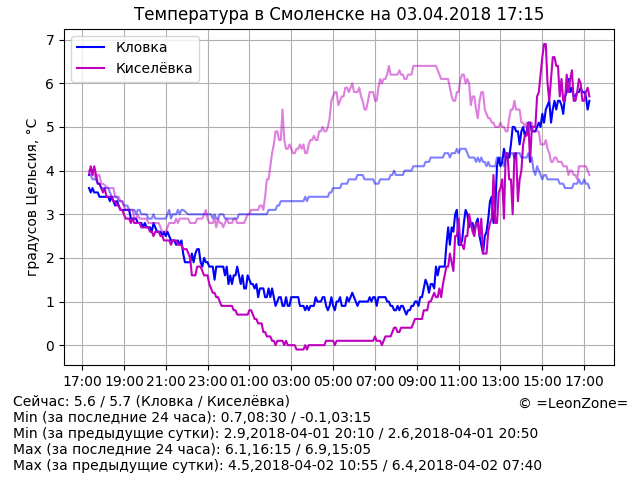 Температура в Смоленске на 03.04.2018 17:15
градусов Цельсия, °C
7
6
5
4
3
2
1
0
Кловка
Киселёвка
17:00 19:00 21:00 23:00 01:00 03:00 05:00 07:00 09:00 11:00 13:00 15:00 17:00
Сейчас: 5.6 / 5.7 (Кловка / Киселёвка)
© =LeonZone=
Min (за последние 24 часа): 0.7,08:30 / -0.1,03:15
Min (за предыдущие сутки): 2.9,2018-04-01 20:10 / 2.6,2018-04-01 20:50
Max (за последние 24 часа): 6.1,16:15 / 6.9,15:05
Max (за предыдущие сутки): 4.5,2018-04-02 10:55 / 6.4,2018-04-02 07:40